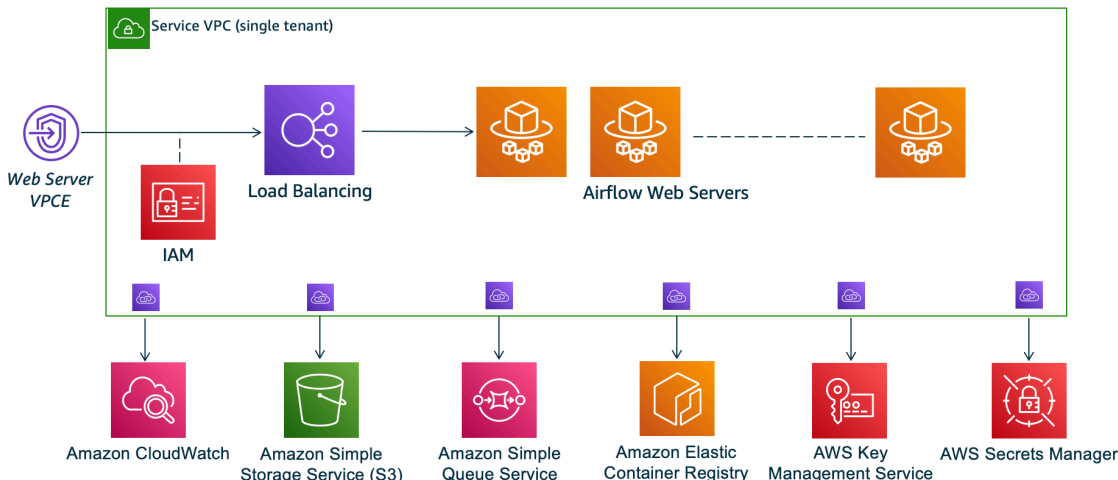 Service VPC (single tenant)
Web Server
VPCE
Load Balancing
Airflow Web Servers
IAM
Amazon CloudWatch
Amazon Simple
Storage Service (S3)
Amazon Simple
Queue Service
Amazon Elastic
Container Registry
AWS Key
Management Service
AWS Secrets Manager